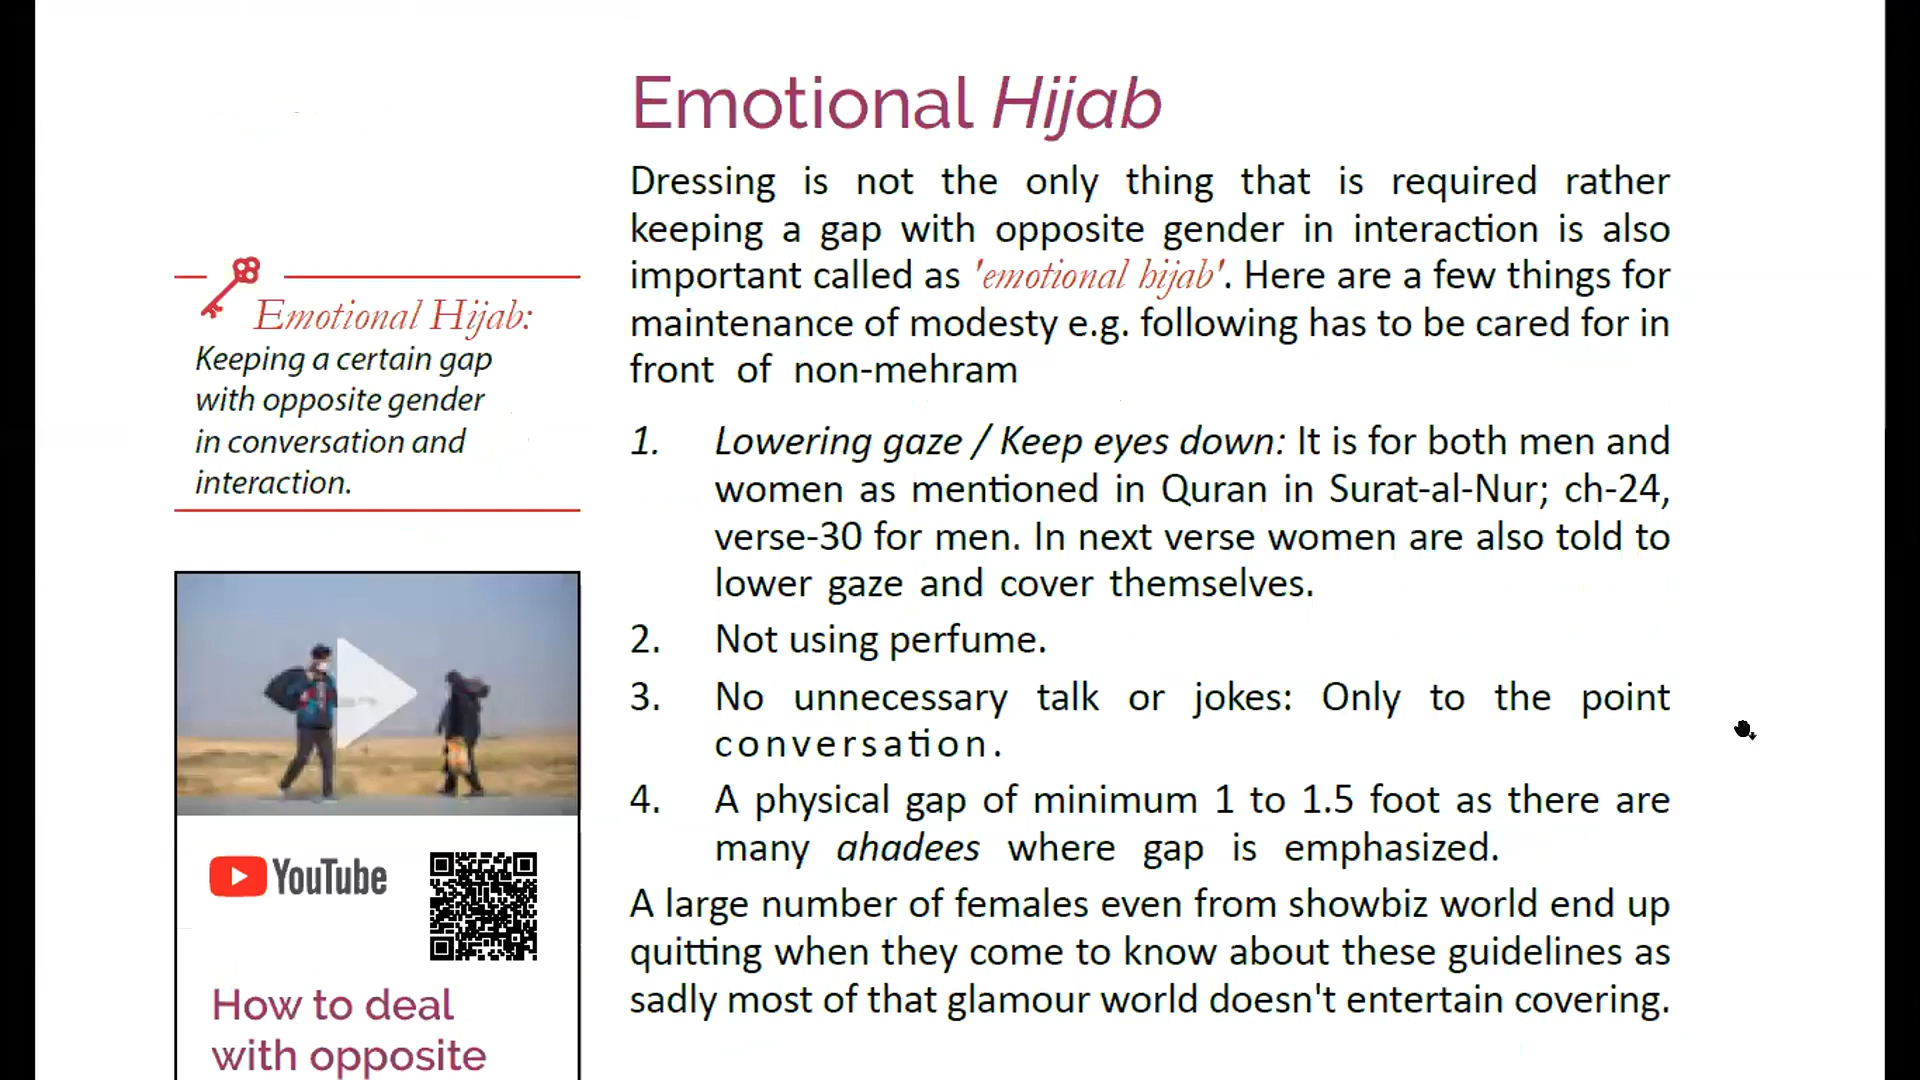 Emotional Hijab
Dressing is not the only thing that is required rather
keeping a gap with opposite gender in interaction is also
important called as 'emotional hijab'. Here are a few things for
maintenance of modesty e.g. following has to be cared for in
front of non-mehram
1. Lowering gaze / Keep eyes down: It is for both men and
women as mentioned in Quran in Surat-al-Nur; ch-24,
verse-30 for men. In next verse women are also told to
lower gaze and cover themselves.
2. Not using perfume.
3. No unnecessary talk or jokes: Only to the point
conversation.
4. A physical gap of minimum 1 to 1.5 foot as there are
many ahadees where gap is emphasized.
A large number of females even from showbiz world end up
quitting when they come to know about these guidelines as
sadly most of that glamour world doesn't entertain covering.
Emotional Hijab:
Keeping a certain gap
with opposite gender
in conversation and
interaction.
YouTube
How to deal
with opposite